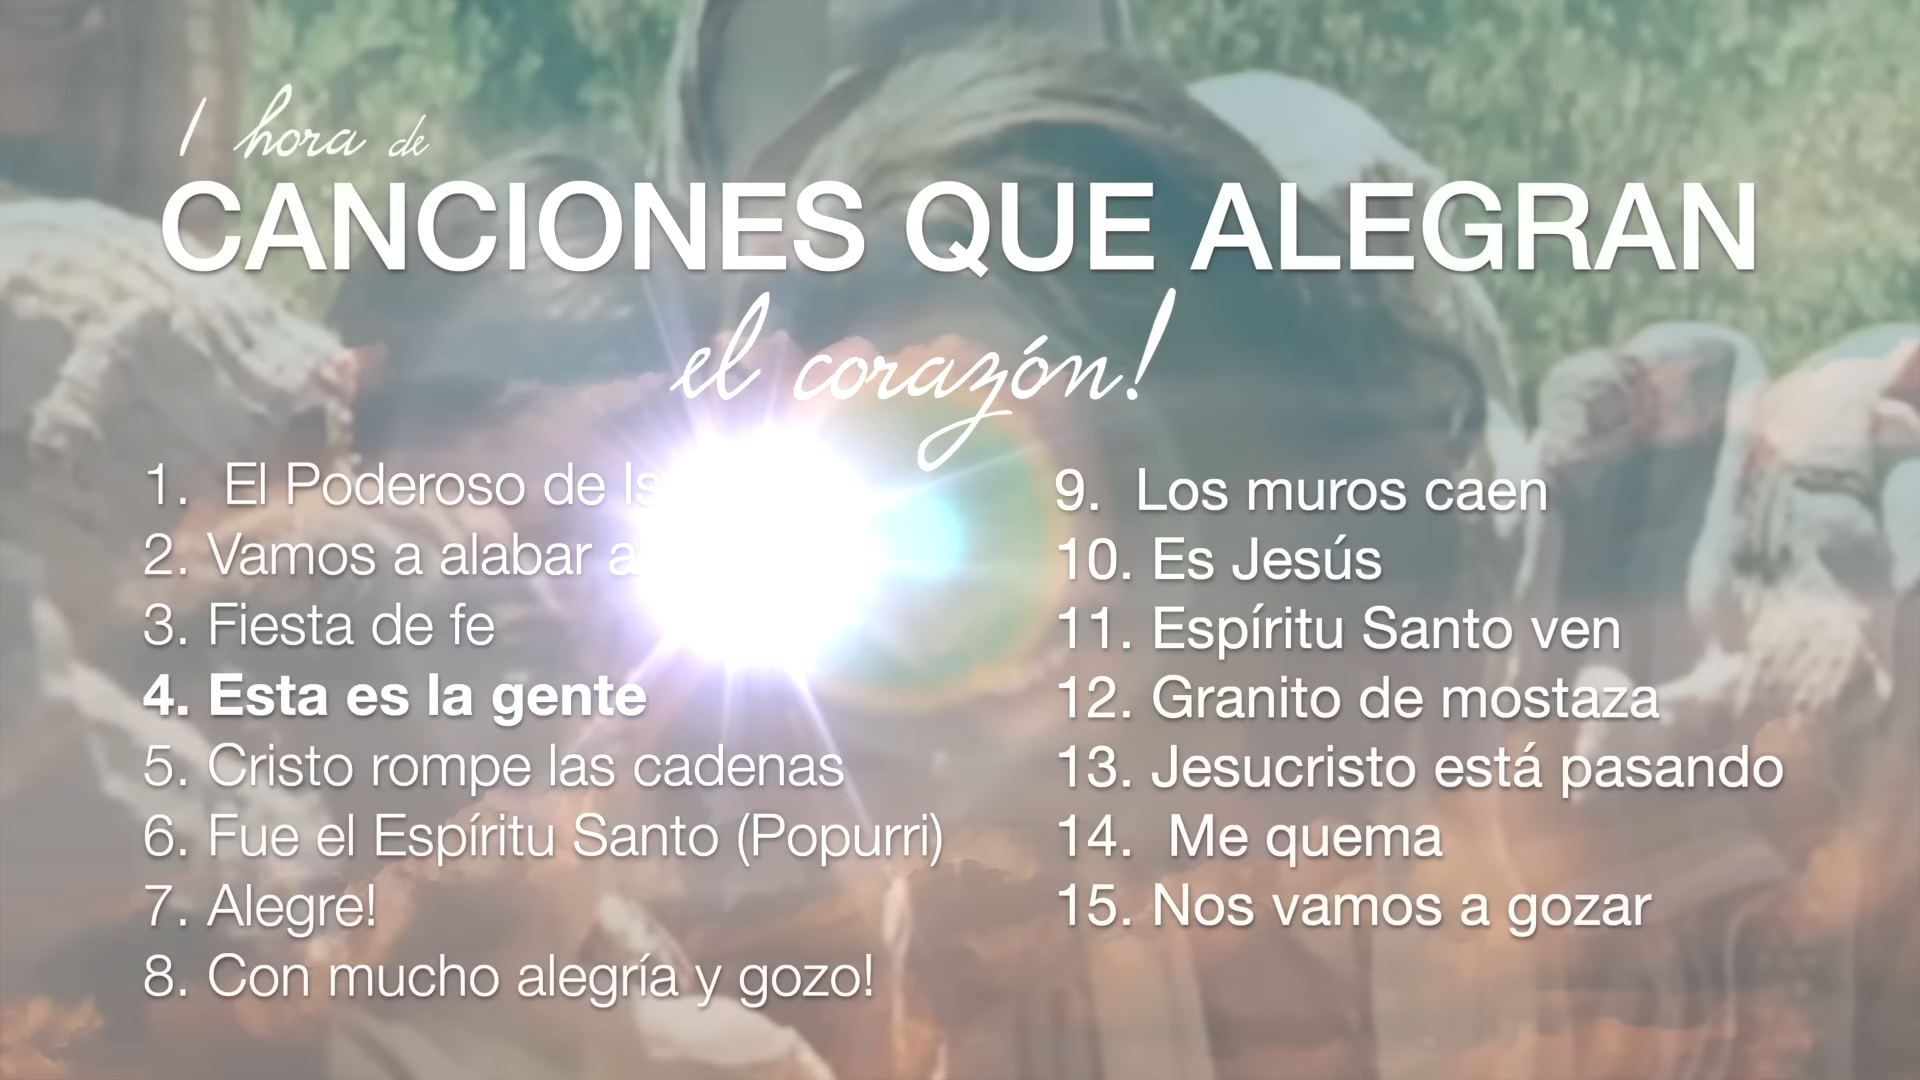 1 hora de
CANCIONES QUE ALEGRAN
el corazón!
1. El Poderoso de
2. Vamos a alabar
3. Fiesta de fe
4. Esta es la gente
5. Cristo rompe las cadenas
6. Fue el Espíritu Santo (Popurri)
7. Alegre!
8. Con mucho alegría y gozo!
9. Los muros caen
10. Es Jesús
11. Espíritu Santo ven
12. Granito de mostaza
13. Jesucristo está pasando
14. Me quema
15. Nos vamos a gozar